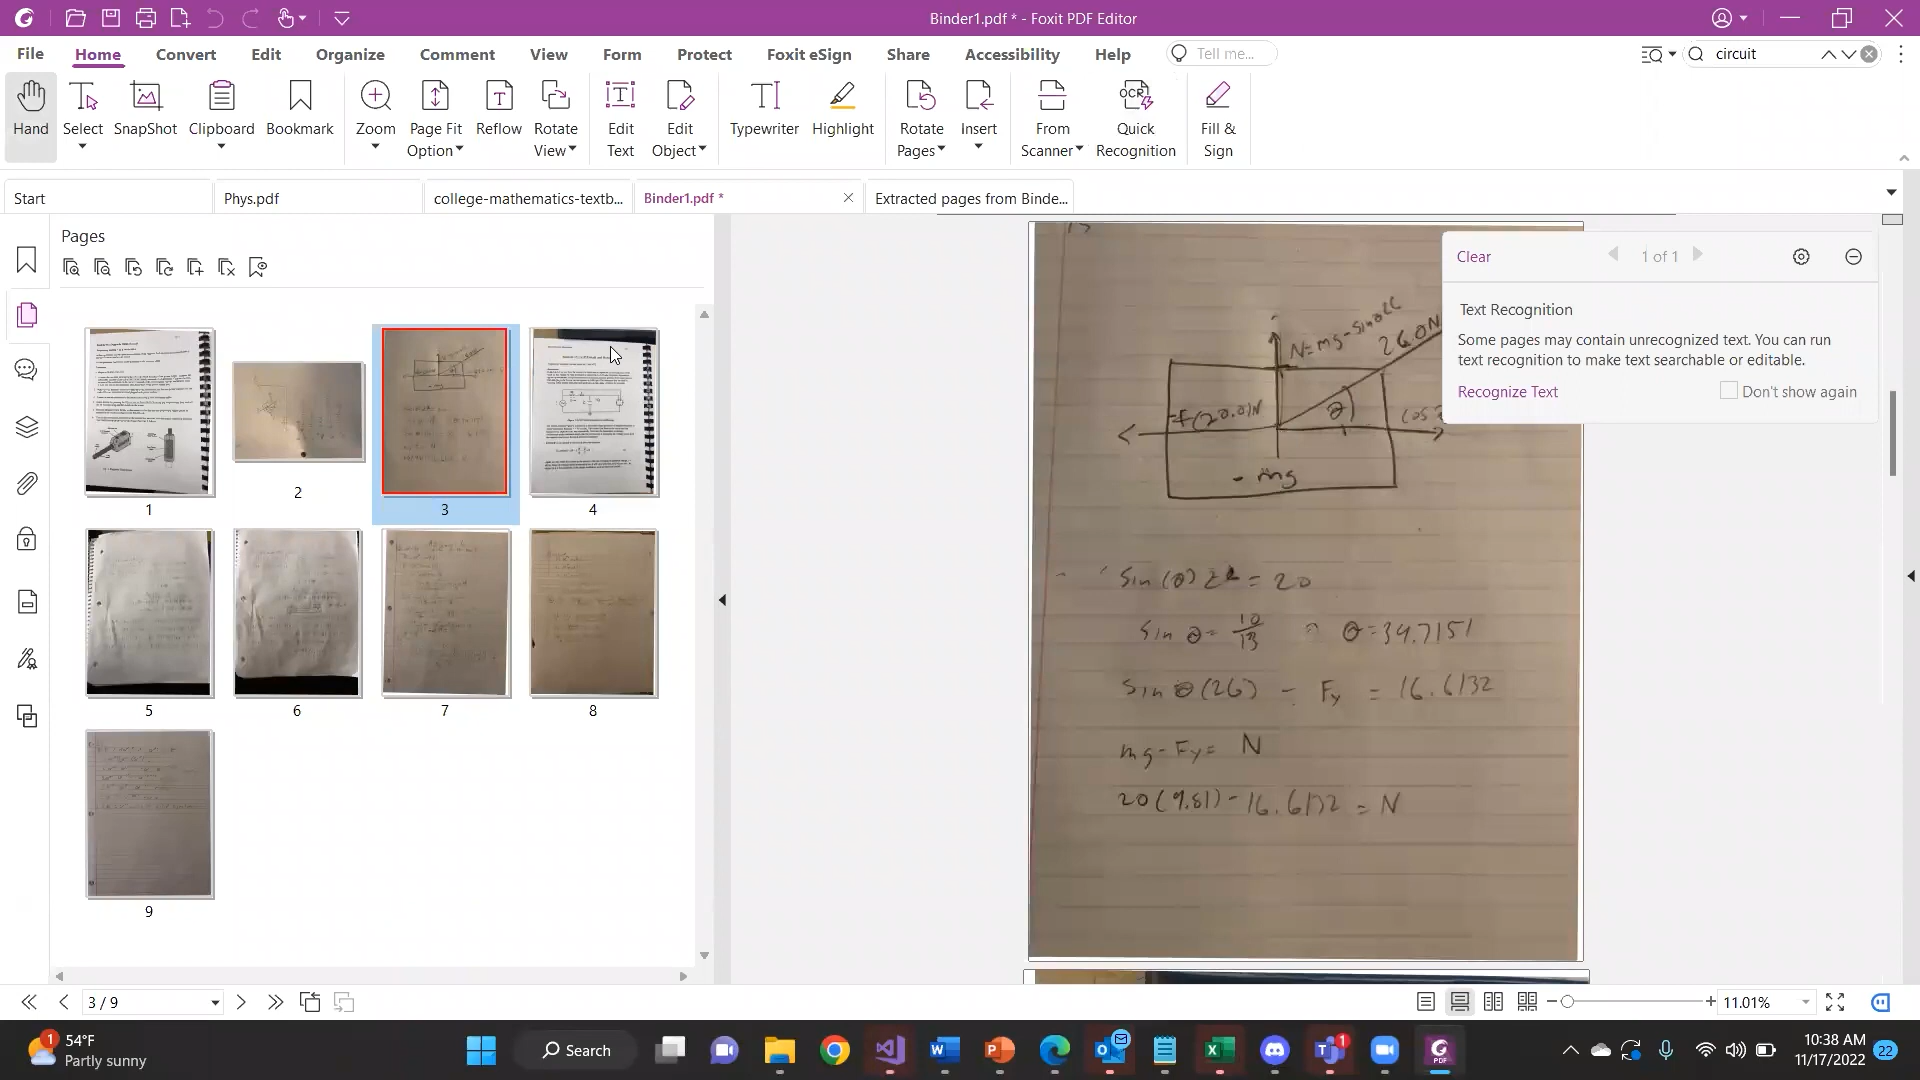 Binder1.pdf * - Foxit PDF Editor
File Home Convert Edit Organize Comment View Form Protect Foxit eSign Share Accessibility Help Tell me... circuit
Hand Select SnapShot Clipboard Bookmark Zoom Page Fit Option Reflow Rotate View Edit Text Edit Object Typewriter Highlight Rotate Pages Insert From Scanner OCR Quick Recognition Fill & Sign
Start Phys.pdf college-mathematics-textb... Binder1.pdf * Extracted pages from Binde...
Pages
1
2
3
4
5
6
7
8
9
Clear 1 of 1
Text Recognition
Some pages may contain unrecognized text. You can run
text recognition to make text searchable or editable.
Recognize Text Don't show again
N=mg-sinθ26
26.0N
θ
-mg
sin(θ)26 = 20
sin θ = 10/13 θ=39.7151
sin θ(26) - Fy = 16.6132
mg-Fy= N
20(9.81)-16.6132 = N
3 / 9
11.01%
1 54°F
Partly sunny
Search
1
10:38 AM
11/17/2022
22